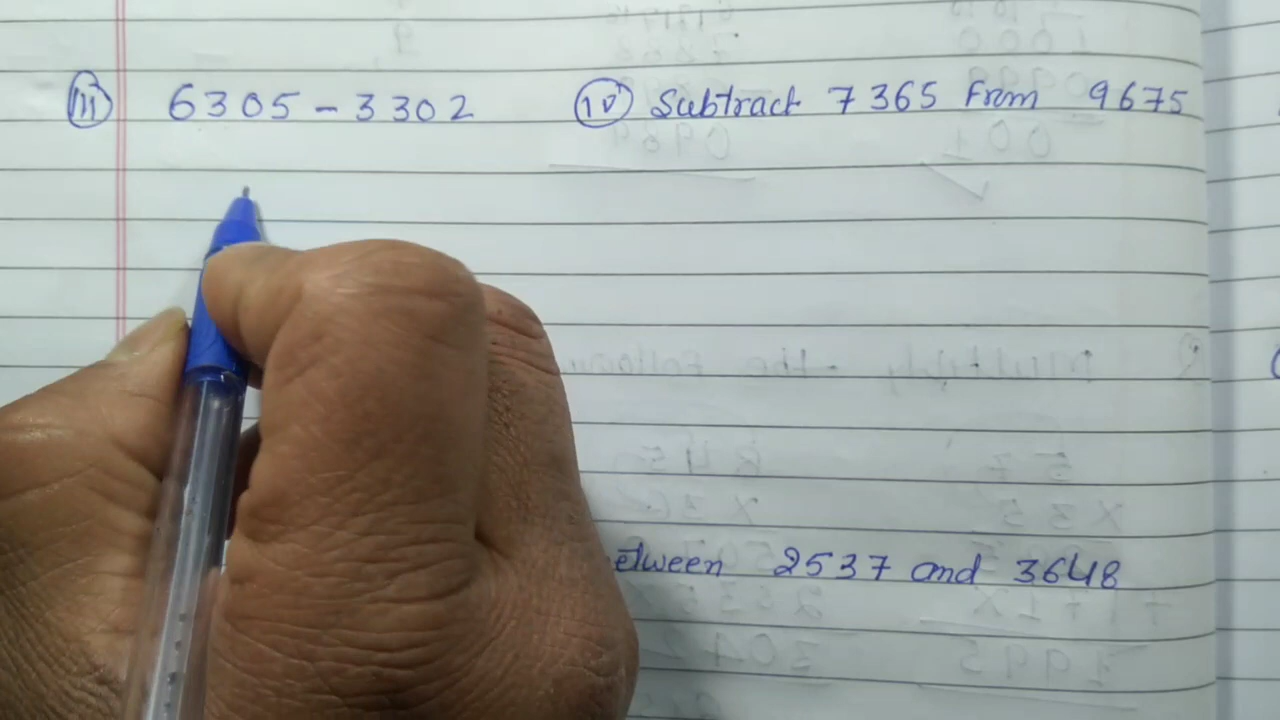 (iii) 6305 - 3302
(iv) Subtract 7365 From 9675
etween 2537 and 3648